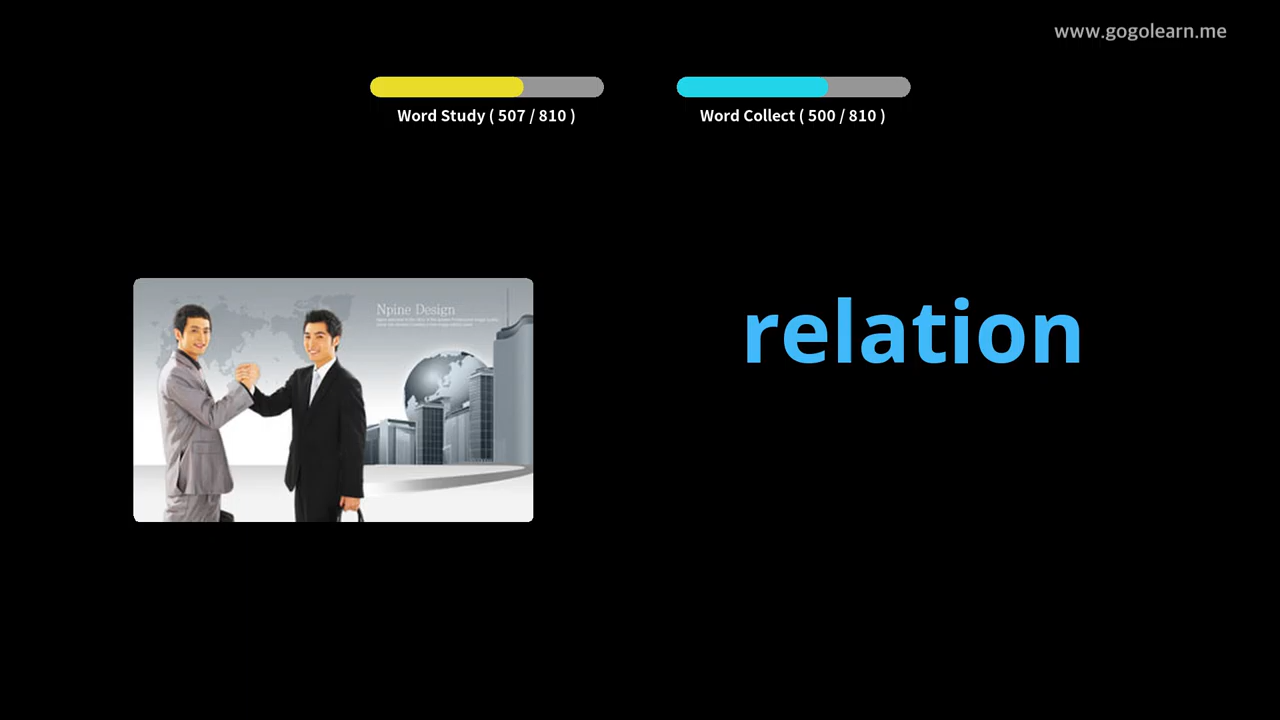 www.gogolearn.me
Word Study ( 507 / 810 )
Word Collect ( 500 / 810 )
Npine Design
relation